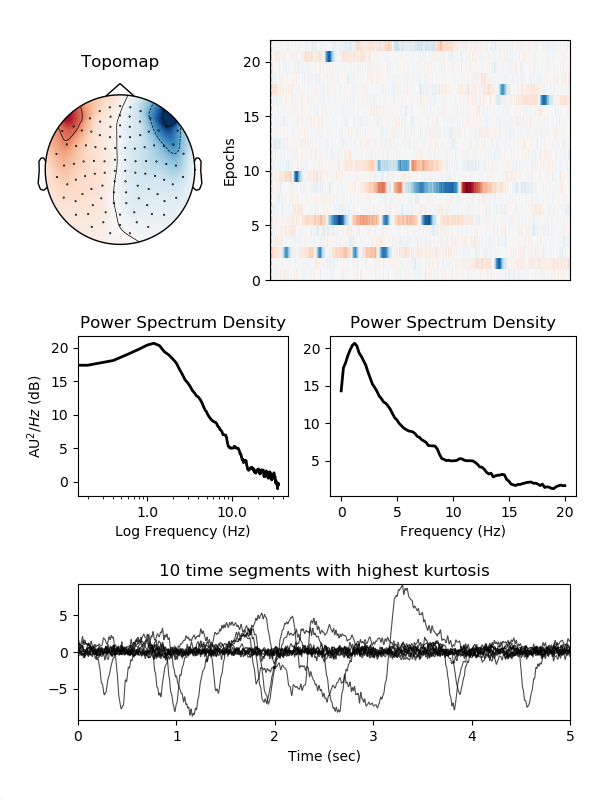 Topomap
Epochs
20
15
10
5
0
Power Spectrum Density
AU²/Hz (dB)
20
15
10
5
0
1.0 10.0
Log Frequency (Hz)
Power Spectrum Density
20
15
10
5
0 5 10 15 20
Frequency (Hz)
10 time segments with highest kurtosis
5
0
−5
0 1 2 3 4 5
Time (sec)